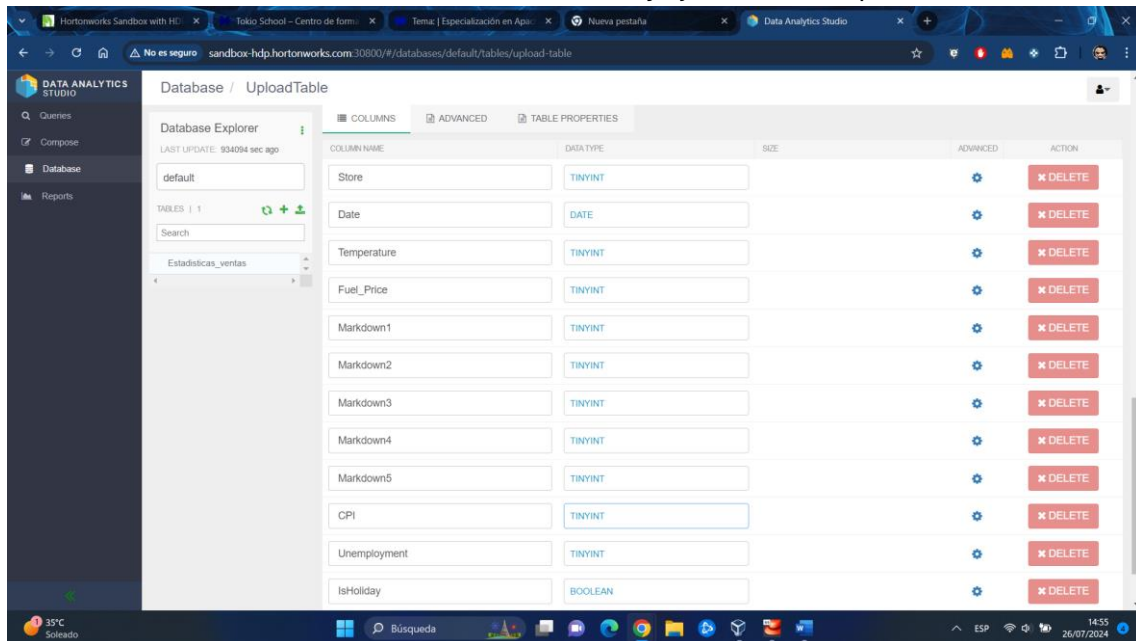 Hortonworks Sandbox with HD
Tokio School – Centro de forma
Tema: | Especialización en Apac
Nueva pestaña
Data Analytics Studio
No es seguro sandbox-hdp.hortonworks.com:30800/#/databases/default/tables/upload-table
DATA ANALYTICS
STUDIO
Queries
Compose
Database
Reports
Database / UploadTable
Database Explorer
LAST UPDATE: 934094 sec ago
default
TABLES | 1
Search
Estadisticas_ventas
COLUMNS ADVANCED TABLE PROPERTIES
COLUMN NAME DATA TYPE SIZE ADVANCED ACTION
Store TINYINT DELETE
Date DATE DELETE
Temperature TINYINT DELETE
Fuel_Price TINYINT DELETE
Markdown1 TINYINT DELETE
Markdown2 TINYINT DELETE
Markdown3 TINYINT DELETE
Markdown4 TINYINT DELETE
Markdown5 TINYINT DELETE
CPI TINYINT DELETE
Unemployment TINYINT DELETE
IsHoliday BOOLEAN DELETE
1
35°C
Soleado
Búsqueda
ESP
14:55
26/07/2024